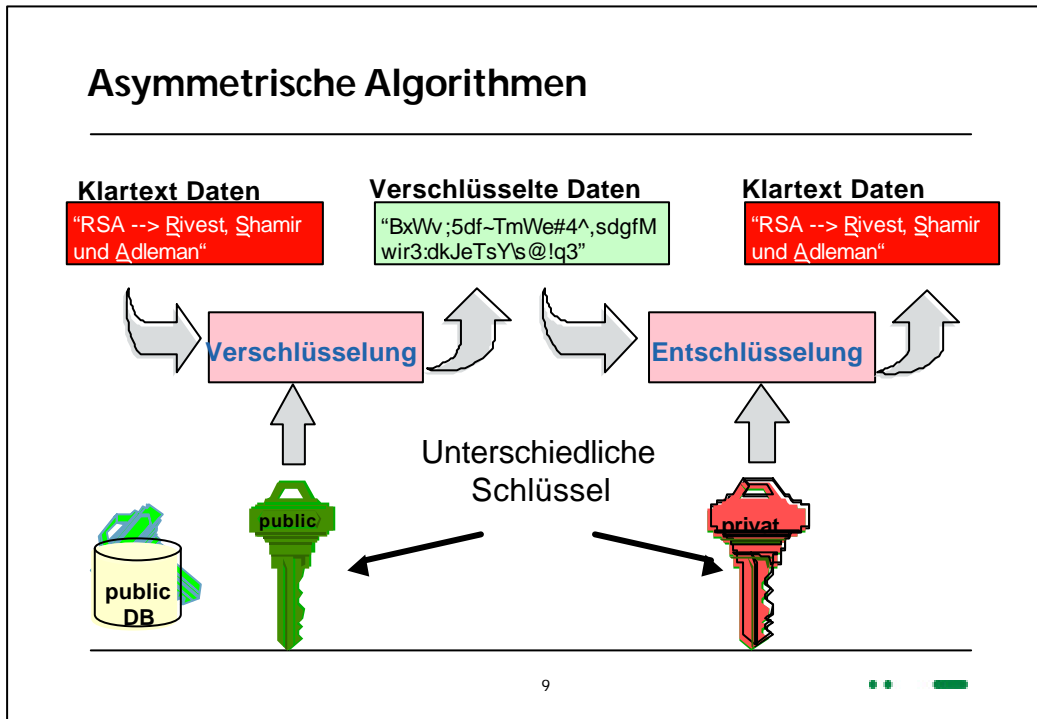 Asymmetrische Algorithmen
Klartext Daten
"RSA --> Rivest, Shamir
und Adleman"
Verschlüsselte Daten
"BxWv;5df~TmWe#4^,sdgfM
wir3:dkJeTsY\s@!q3"
Klartext Daten
"RSA --> Rivest, Shamir
und Adleman"
Verschlüsselung
Entschlüsselung
Unterschiedliche
Schlüssel
public
privat
public
DB
9